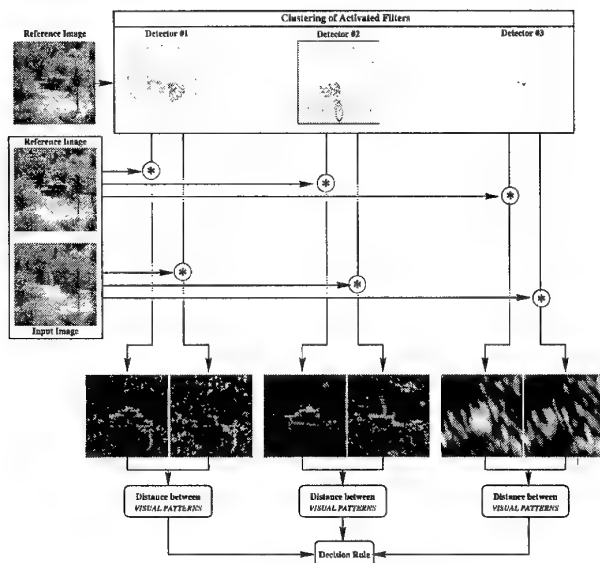 Clustering of Activated Filters
Reference Image
Detector #1
Detector #2
Detector #3
Reference Image
Input Image
Distance between
VISUAL PATTERNS
Distance between
VISUAL PATTERNS
Distance between
VISUAL PATTERNS
Decision Rule